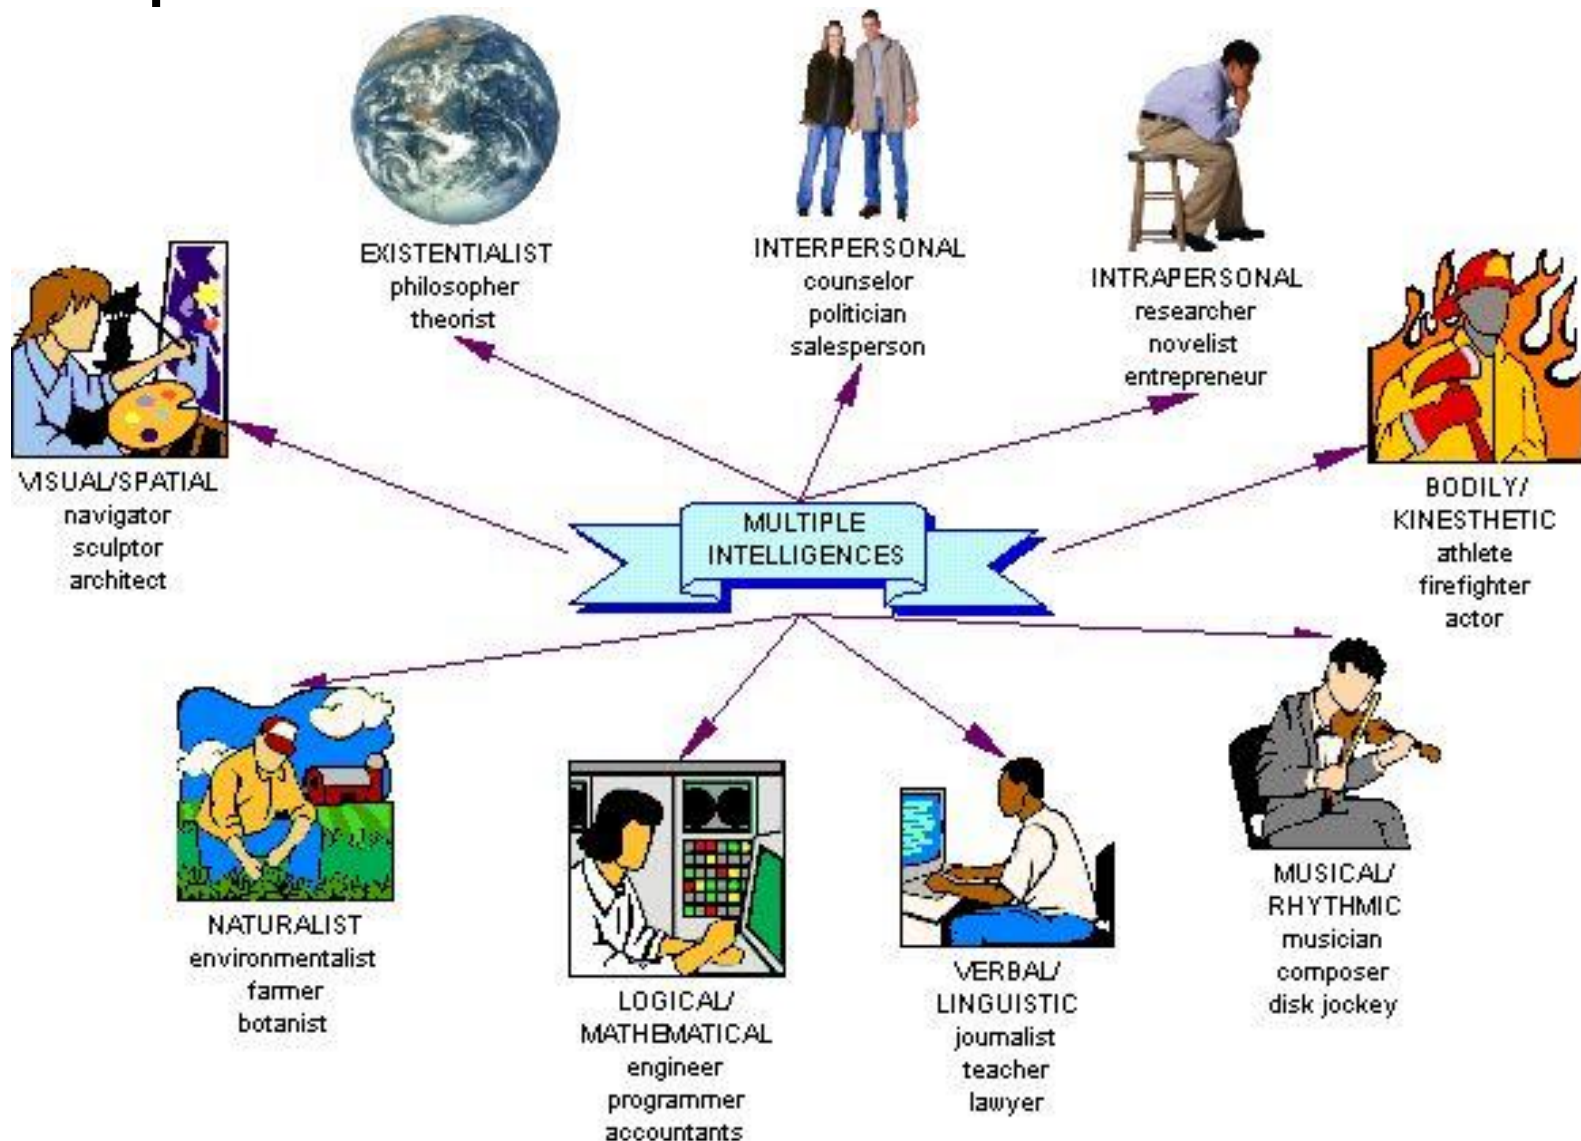 EXISTENTIALIST
philosopher
theorist
INTERPERSONAL
counselor
politician
salesperson
INTRAPERSONAL
researcher
novelist
entrepreneur
VISUAL/SPATIAL
navigator
sculptor
architect
MULTIPLE
INTELLIGENCES
BODILY/
KINESTHETIC
athlete
firefighter
actor
NATURALIST
environmentalist
farmer
botanist
LOGICAL/
MATHEMATICAL
engineer
programmer
accountants
VERBAL/
LINGUISTIC
journalist
teacher
lawyer
MUSICAL/
RHYTHMIC
musician
composer
disk jockey